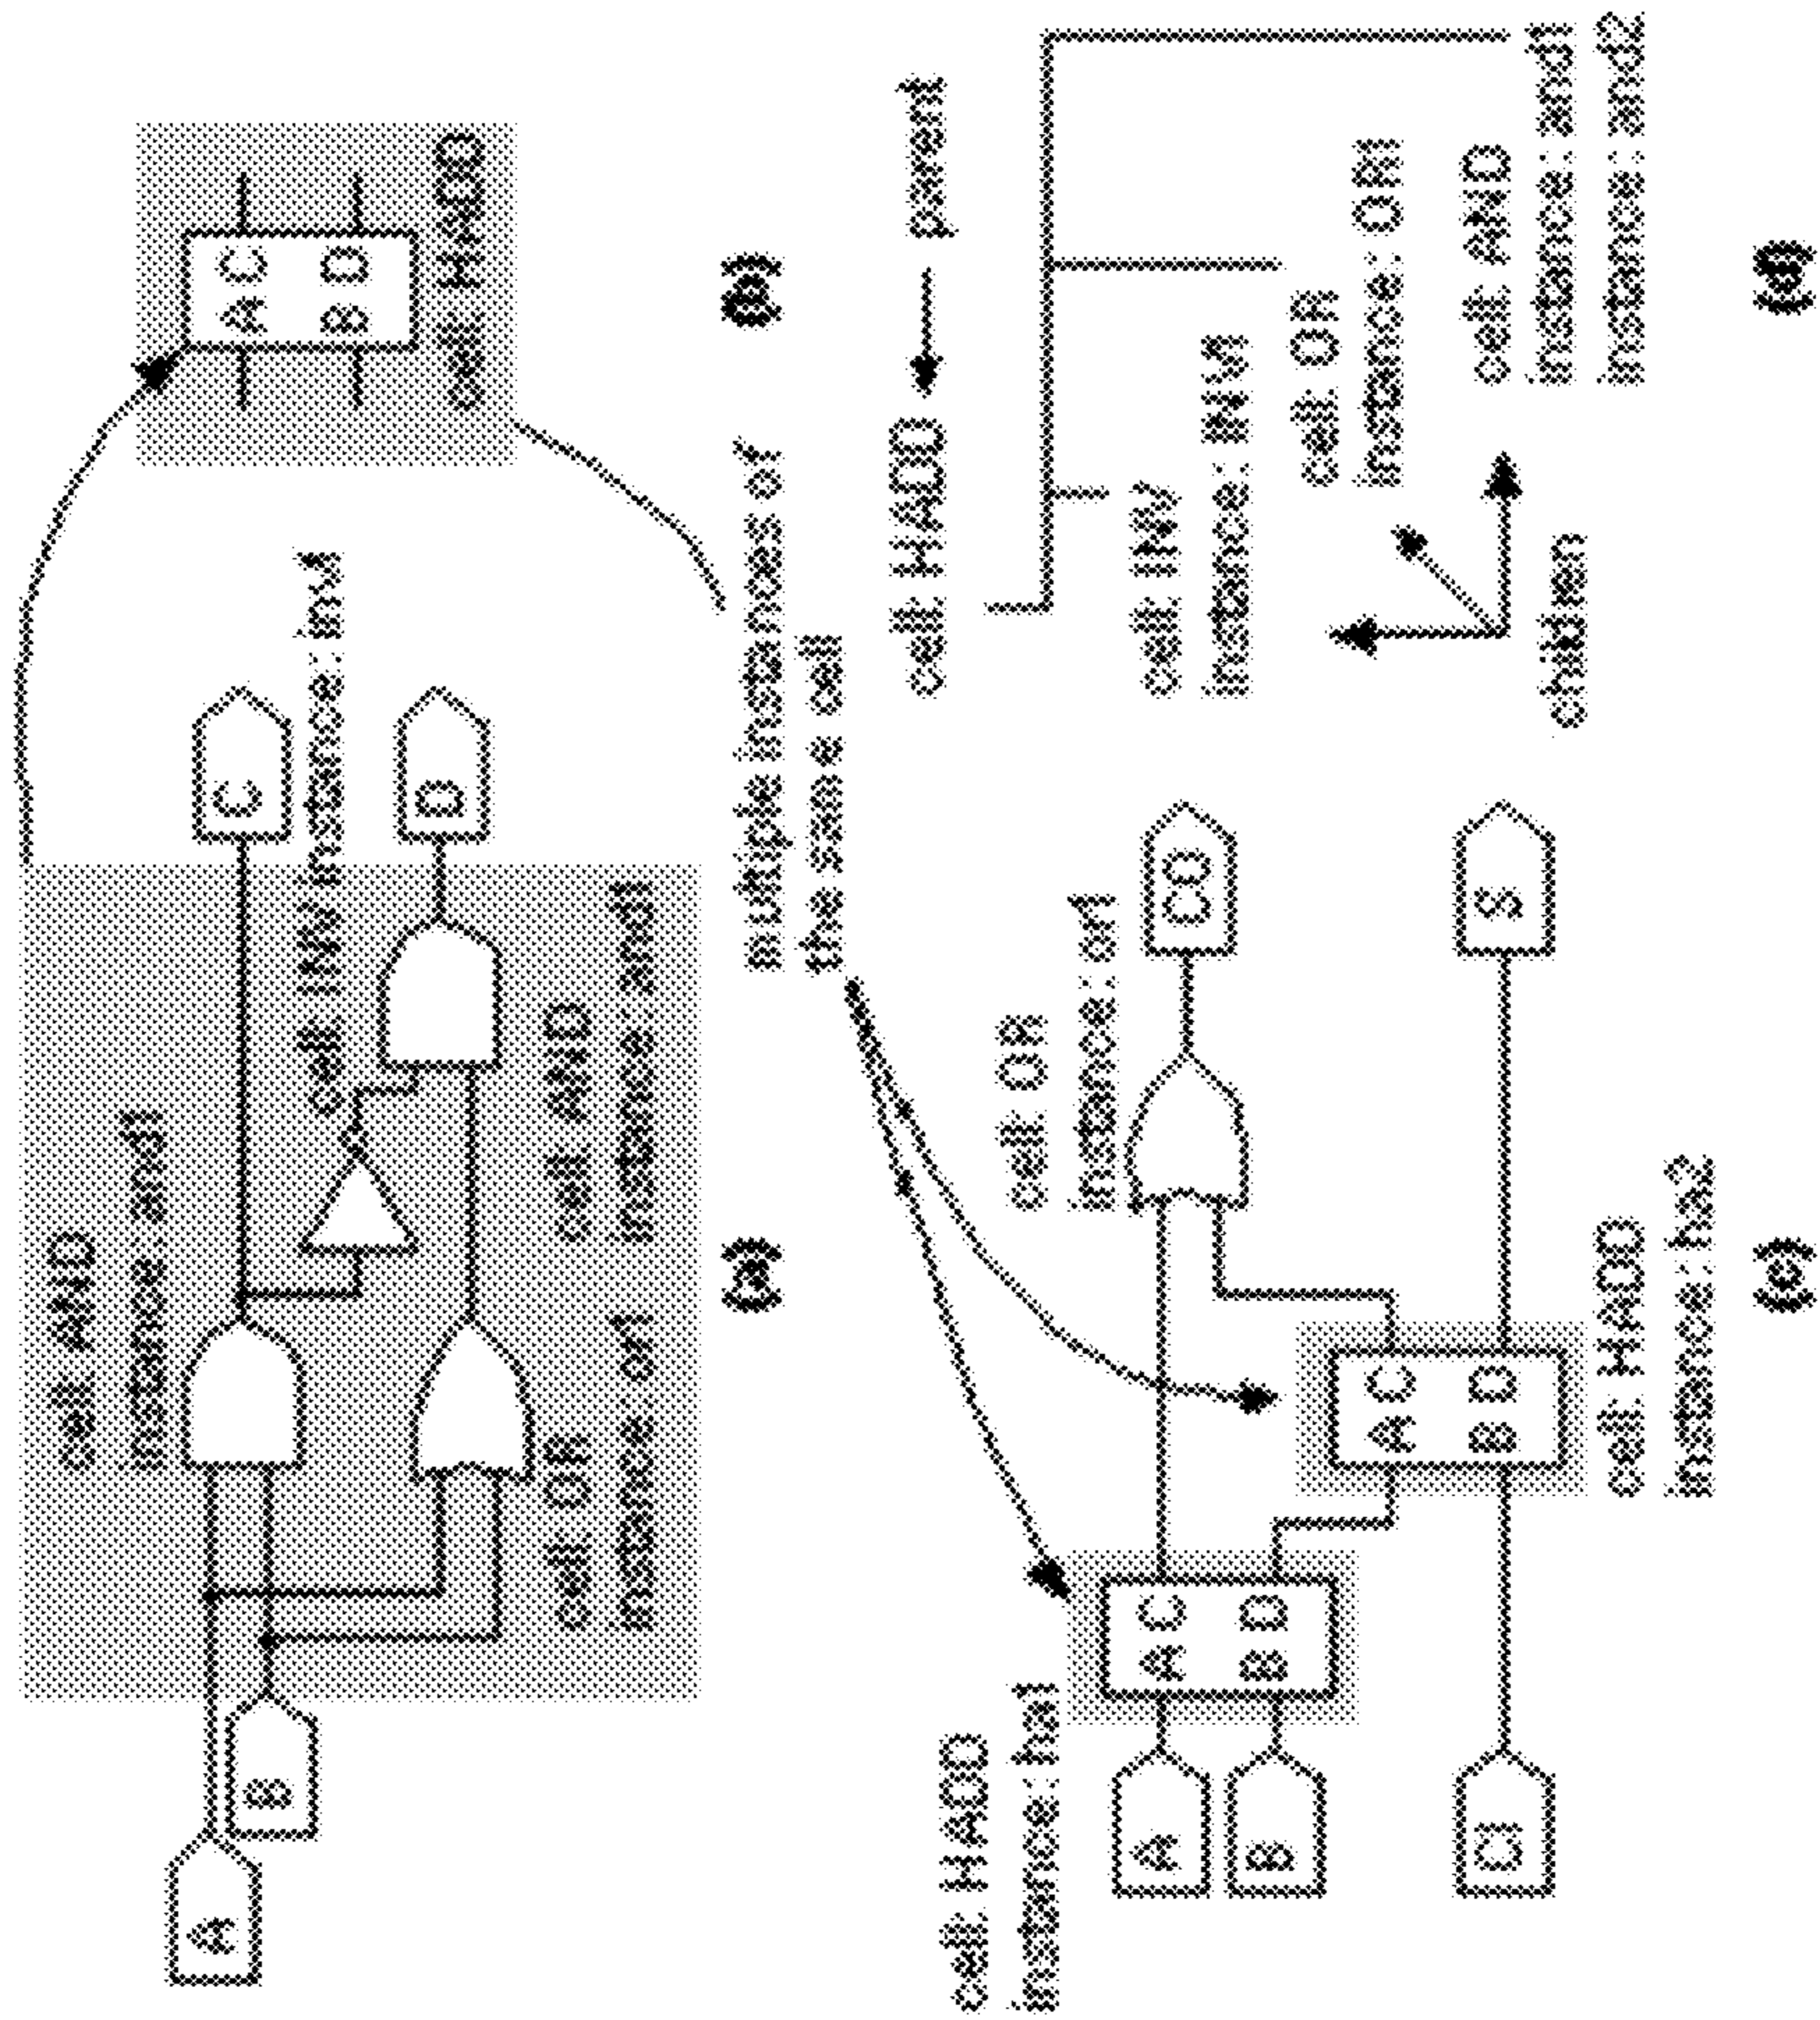 cell: AND
instance: and1
A
B
C
cell: INV instance: inv1
D
cell: OR
instance: or1
cell: AND
instance: and1
(a)
A C
B D
cell: HADD
(b)
multiple instances of
the same cell
cell: HADD
instance: ha1
A
B
CI
A C
B D
A C
B D
cell: HADD
instance: ha2
cell: OR
instance: or1
CO
S
(c)
cell: HADD
parent
cell: INV
instance: INV1
cell: OR
instance: OR1
cell: AND
instance: and1
instance: and2
children
(d)